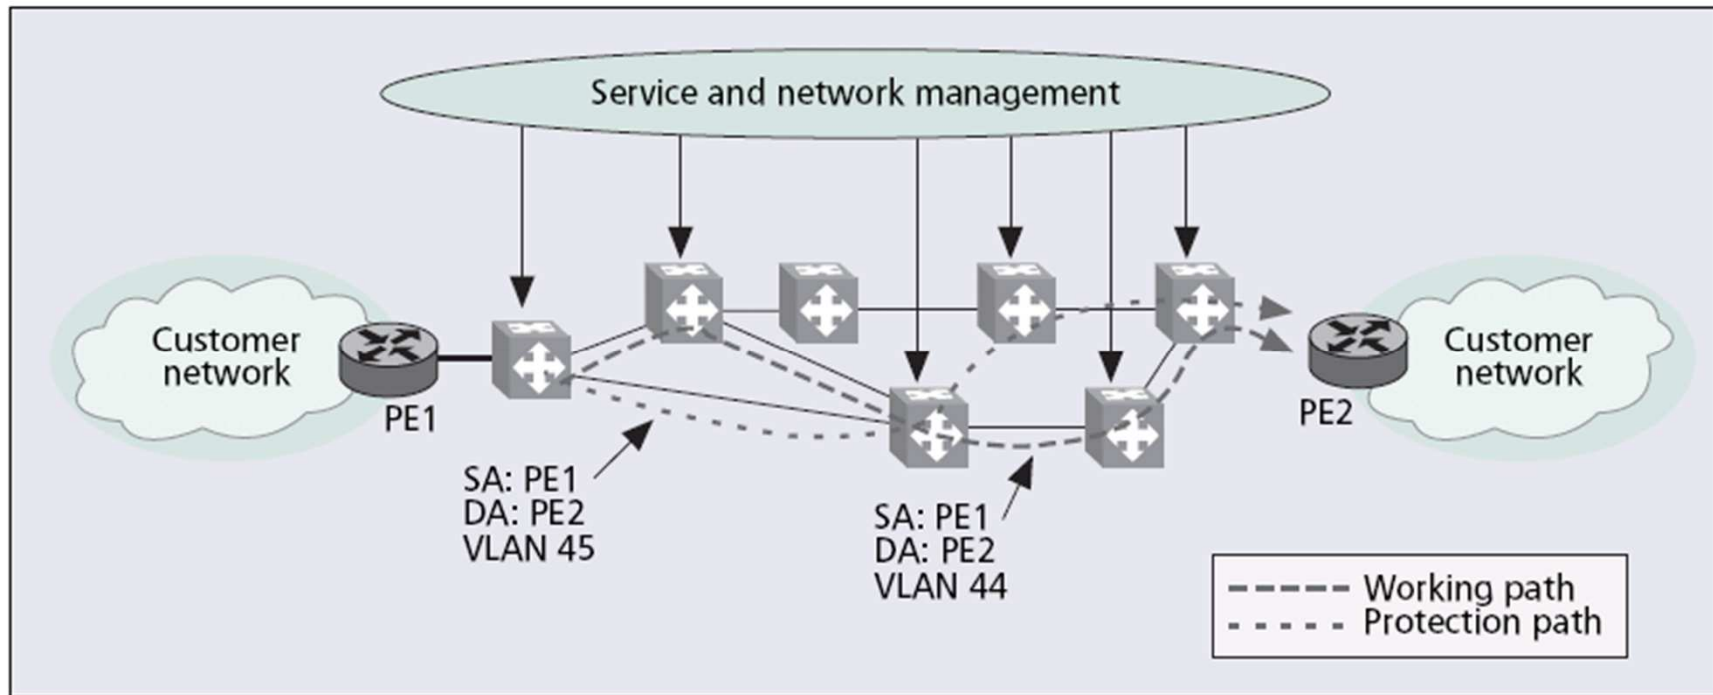 Service and network management
Customer
network
PE1
Customer
network
PE2
SA: PE1
DA: PE2
VLAN 45
SA: PE1
DA: PE2
VLAN 44
Working path
Protection path